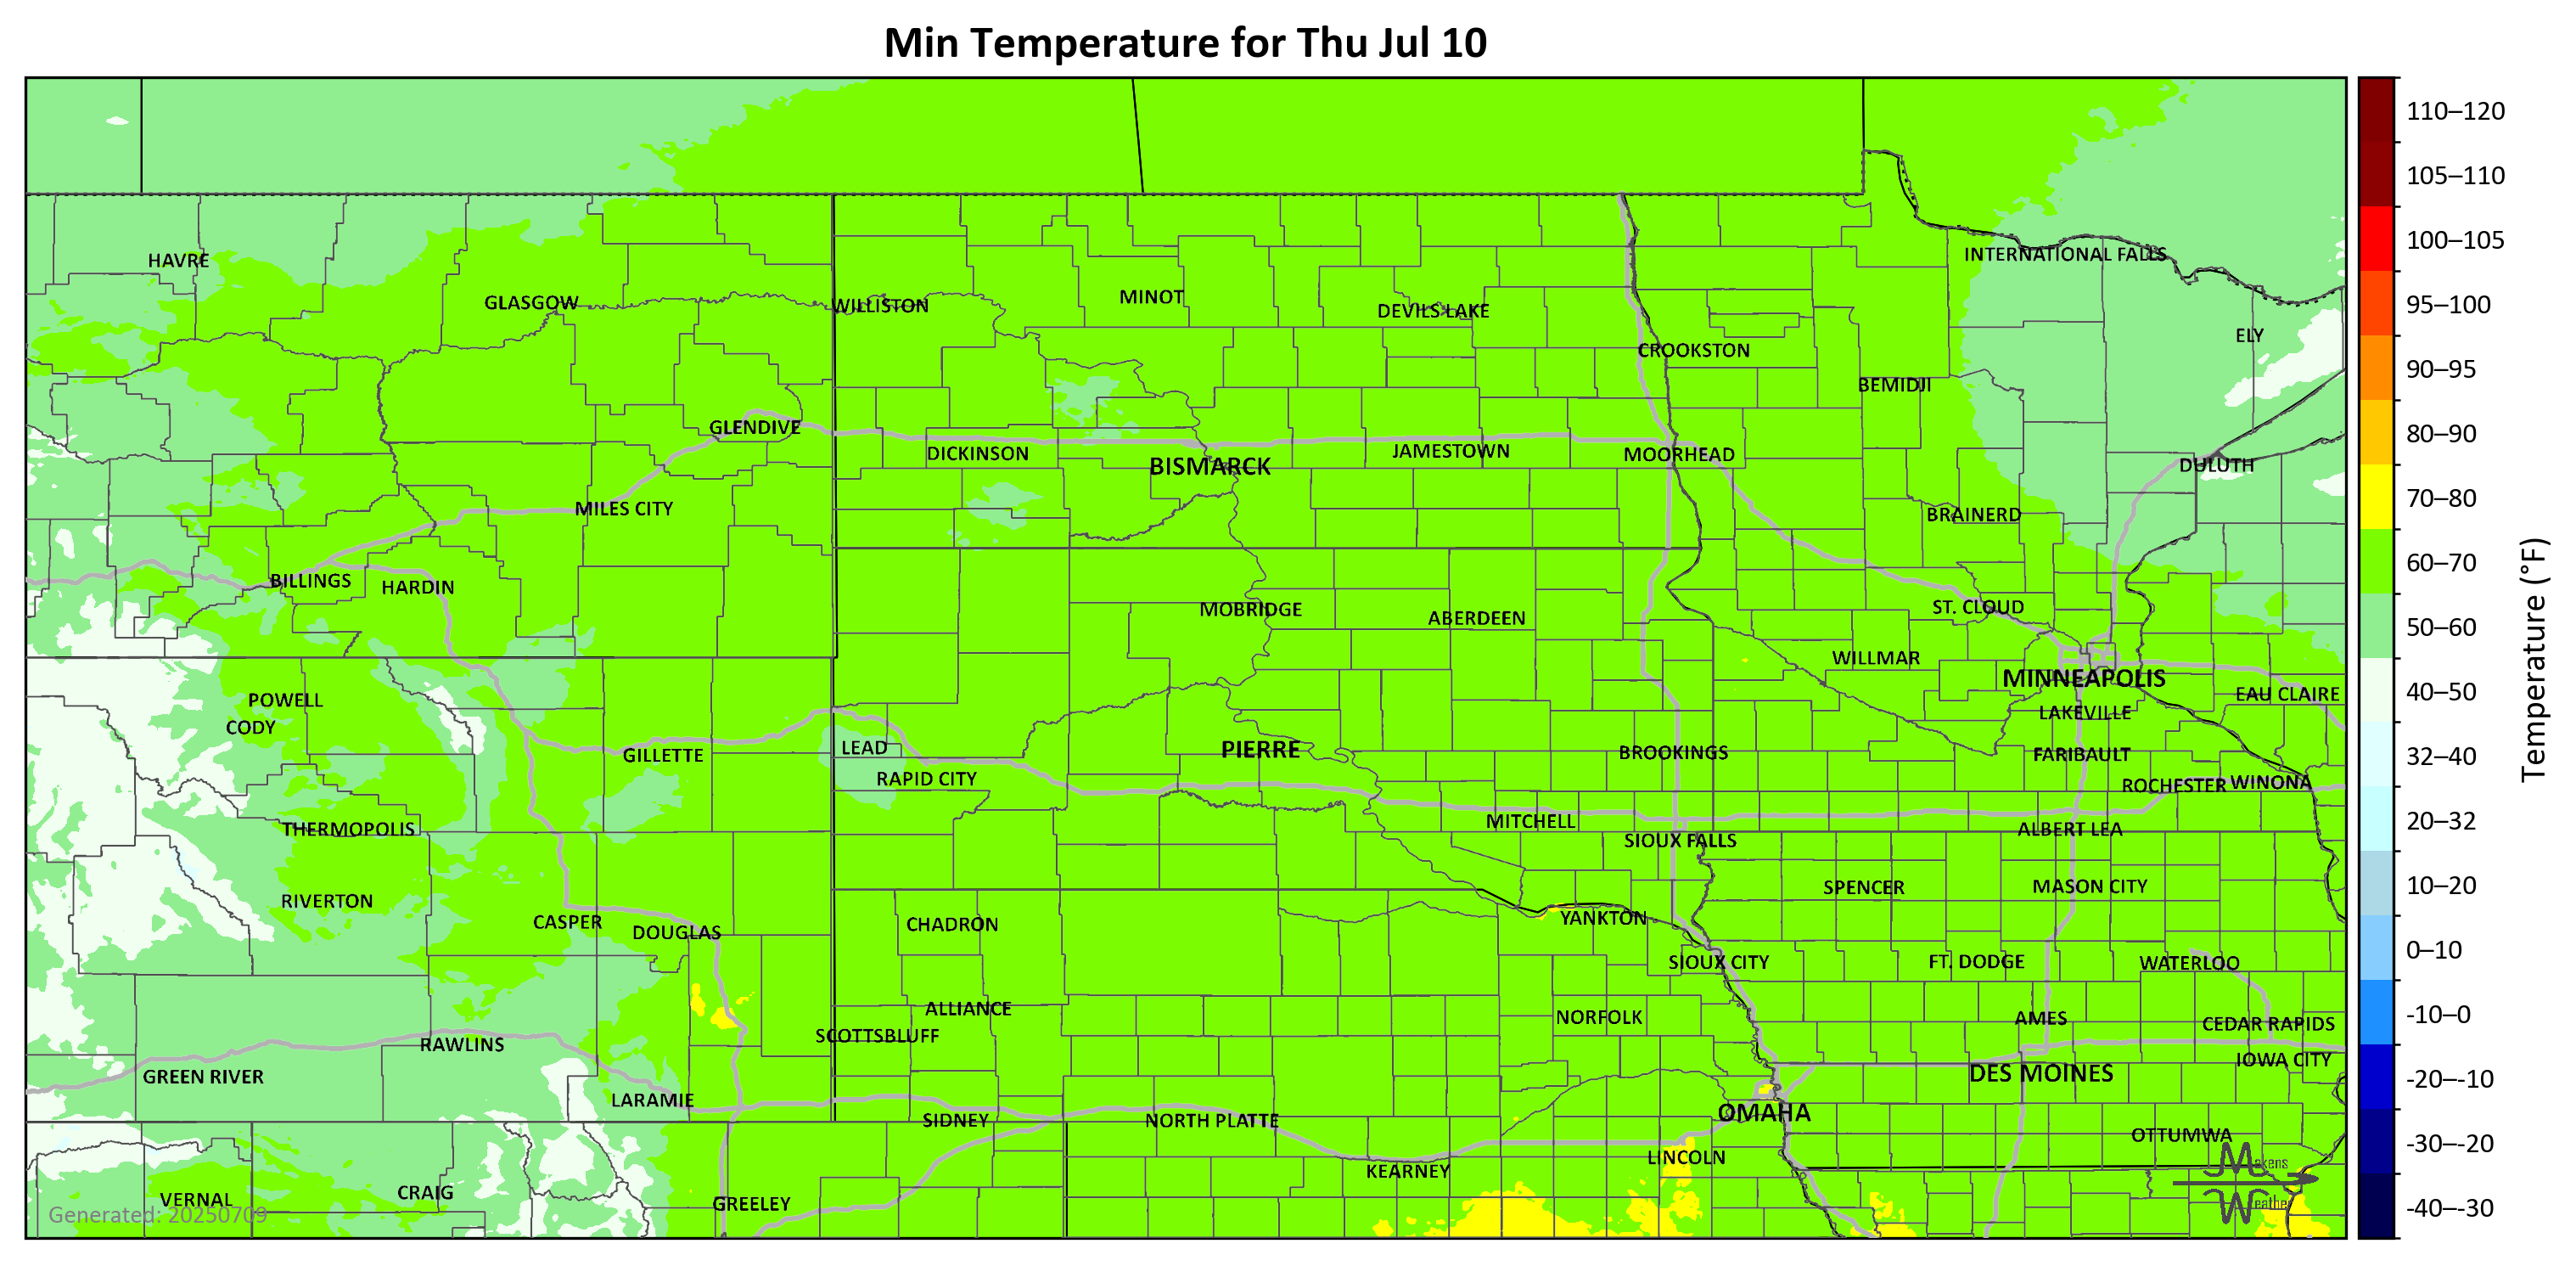 Min Temperature for Thu Jul 10
110–120
105–110
100–105
95–100
90–95
80–90
70–80
60–70
50–60
40–50
32–40
20–32
10–20
0–10
-10–0
-20–-10
-30–-20
-40–-30
Temperature (°F)
HAVRE
INTERNATIONAL FALLS
GLASGOW
WILLISTON
MINOT
DEVILS LAKE
ELY
CROOKSTON
BEMIDJI
GLENDIVE
DICKINSON
BISMARCK
JAMESTOWN
MOORHEAD
DULUTH
MILES CITY
BRAINERD
BILLINGS
HARDIN
MOBRIDGE
ABERDEEN
ST. CLOUD
WILLMAR
MINNEAPOLIS
EAU CLAIRE
POWELL
CODY
LAKEVILLE
GILLETTE
LEAD
PIERRE
BROOKINGS
FARIBAULT
RAPID CITY
ROCHESTER
WINONA
THERMOPOLIS
MITCHELL
ALBERT LEA
SIOUX FALLS
RIVERTON
SPENCER
MASON CITY
CASPER
DOUGLAS
CHADRON
YANKTON
SIOUX CITY
FT. DODGE
WATERLOO
ALLIANCE
NORFOLK
AMES
CEDAR RAPIDS
SCOTTSBLUFF
RAWLINS
IOWA CITY
GREEN RIVER
DES MOINES
LARAMIE
SIDNEY
NORTH PLATTE
OMAHA
OTTUMWA
LINCOLN
KEARNEY
VERNAL
CRAIG
GREELEY
Makens
Weather
Generated: 20250709